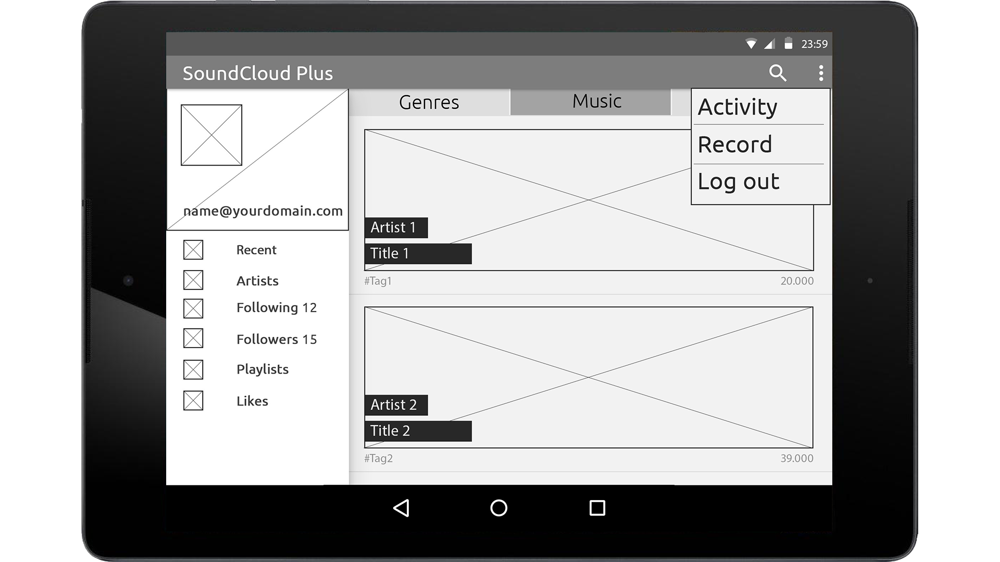 23:59
SoundCloud Plus
Genres
Music
Activity
Record
Log out
name@yourdomain.com
Recent
Artists
Following 12
Followers 15
Playlists
Likes
Artist 1
Title 1
#Tag1
20.000
Artist 2
Title 2
#Tag2
39.000